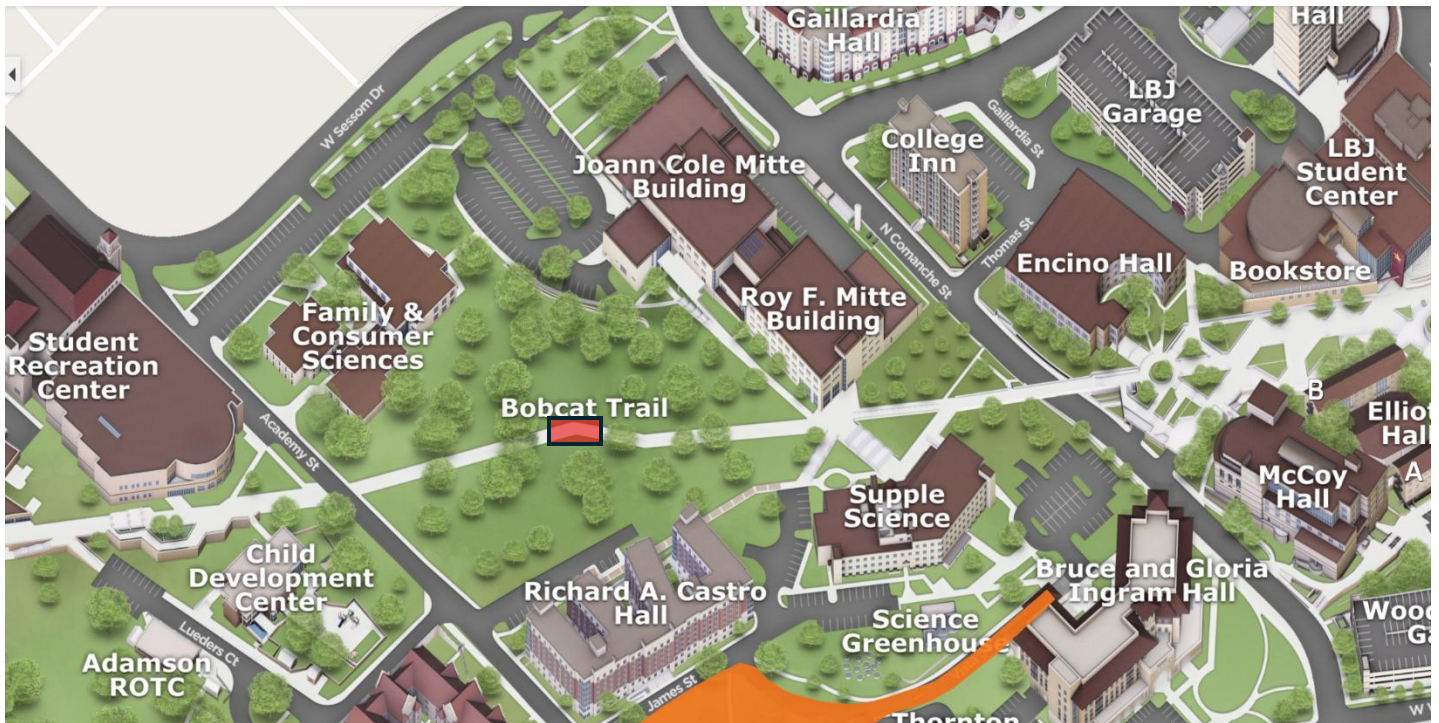 Gaillardia
Hall
Hall
LBJ
Garage
Gaillardia St
College
Inn
W Sessom Dr
Joann Cole Mitte
Building
LBJ
Student
Center
N Comanche St
Thomas St
Encino Hall
Bookstore
Roy F. Mitte
Building
Family &
Consumer
Sciences
Student
Recreation
Center
Bobcat Trail
Academy St
B
Elliot
Hall
A
McCoy
Hall
Supple
Science
Child
Development
Center
Richard A. Castro
Hall
Bruce and Gloria
Ingram Hall
Science
Greenhouse
Lueders Ct
Adamson
ROTC
James St
Thornton